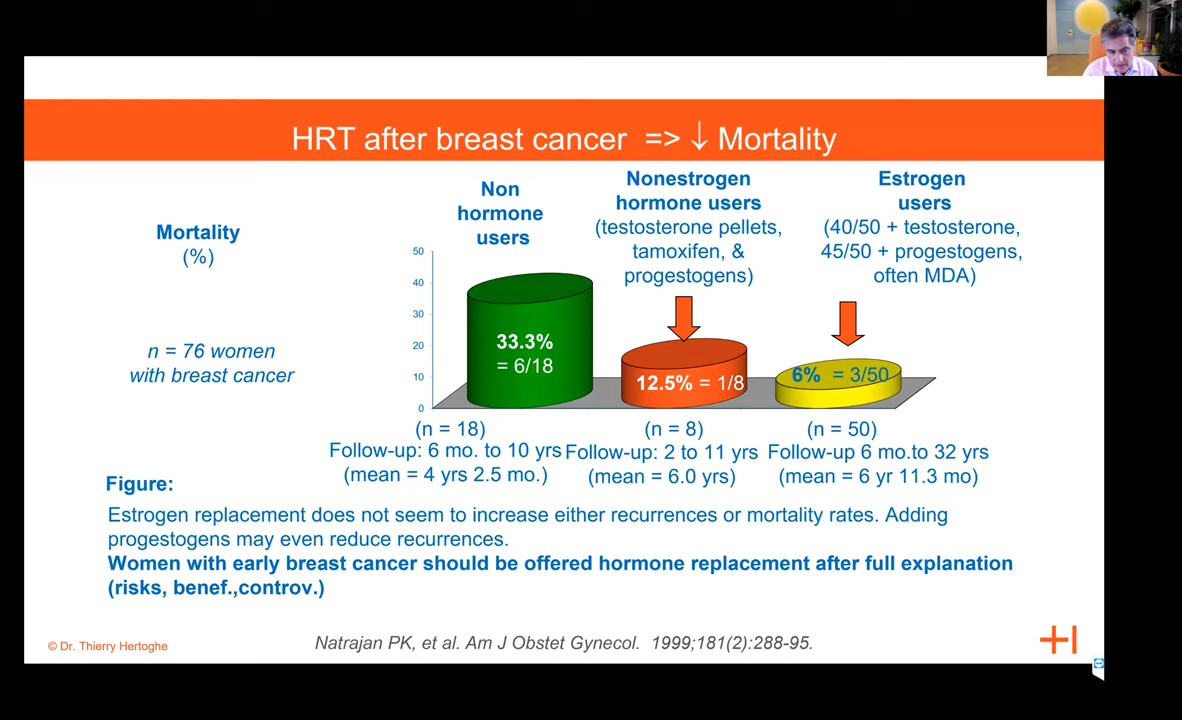 HRT after breast cancer => ↓ Mortality
Mortality
(%)
n = 76 women
with breast cancer
Non
hormone
users
Nonestrogen
hormone users
(testosterone pellets,
tamoxifen, &
progestogens)
Estrogen
users
(40/50 + testosterone,
45/50 + progestogens,
often MDA)
50
40
30
20
10
0
33.3%
= 6/18
12.5% = 1/8
6% = 3/50
(n = 18)
Follow-up: 6 mo. to 10 yrs
(mean = 4 yrs 2.5 mo.)
(n = 8)
Follow-up: 2 to 11 yrs
(mean = 6.0 yrs)
(n = 50)
Follow-up 6 mo.to 32 yrs
(mean = 6 yr 11.3 mo)
Figure:
Estrogen replacement does not seem to increase either recurrences or mortality rates. Adding
progestogens may even reduce recurrences.
Women with early breast cancer should be offered hormone replacement after full explanation
(risks, benef.,controv.)
© Dr. Thierry Hertoghe
Natrajan PK, et al. Am J Obstet Gynecol. 1999;181(2):288-95.